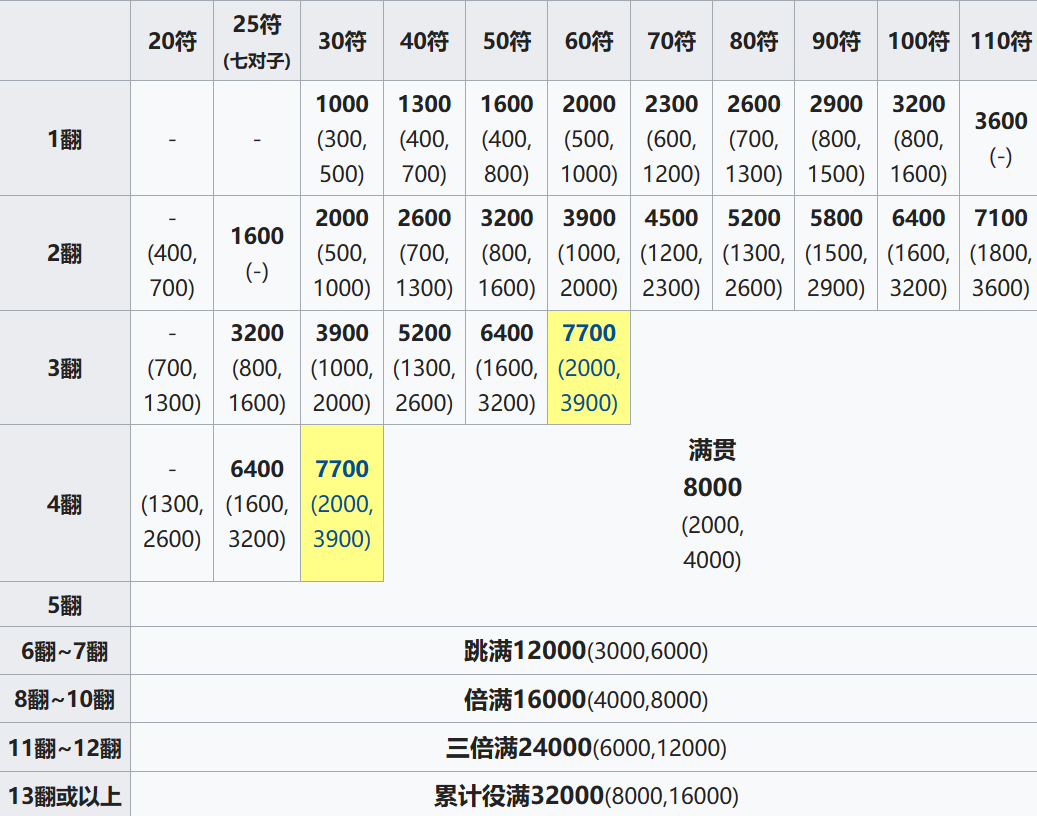 20符 25符 30符 40符 50符 60符 70符 80符 90符 100符 110符
(七对子)
1翻 - - 1000 1300 1600 2000 2300 2600 2900 3200 3600
(300, (400, (400, (500, (600, (700, (800, (800, (-)
500) 700) 800) 1000) 1200) 1300) 1500) 1600)
2翻 - 1600 2000 2600 3200 3900 4500 5200 5800 6400 7100
(400, (-) (500, (700, (800, (1000, (1200, (1300, (1500, (1600, (1800,
700) 1000) 1300) 1600) 2000) 2300) 2600) 2900) 3200) 3600)
3翻 - 3200 3900 5200 6400 7700
(700, (800, (1000, (1300, (1600, (2000,
1300) 1600) 2000) 2600) 3200) 3900)
4翻 - 6400 7700
(1300, (1600, (2000,
2600) 3200) 3900)
满贯
8000
(2000,
4000)
5翻
6翻~7翻 跳满12000(3000,6000)
8翻~10翻 倍满16000(4000,8000)
11翻~12翻 三倍满24000(6000,12000)
13翻或以上 累计役满32000(8000,16000)